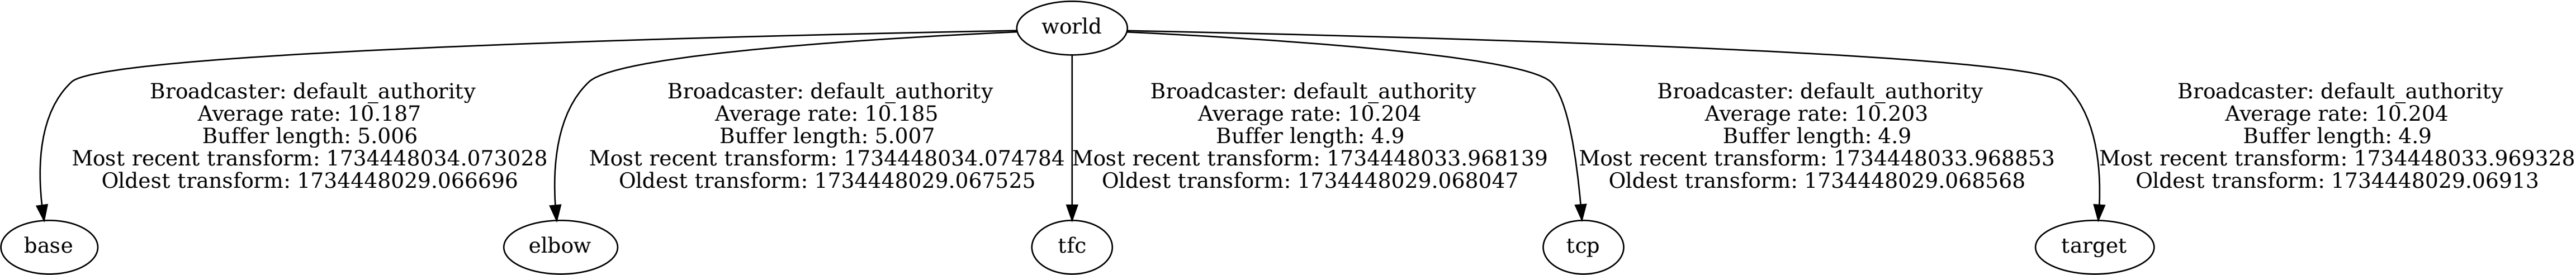 world
Broadcaster: default_authority
Average rate: 10.187
Buffer length: 5.006
Most recent transform: 1734448034.073028
Oldest transform: 1734448029.066696
Broadcaster: default_authority
Average rate: 10.185
Buffer length: 5.007
Most recent transform: 1734448034.074784
Oldest transform: 1734448029.067525
Broadcaster: default_authority
Average rate: 10.204
Buffer length: 4.9
Most recent transform: 1734448033.968139
Oldest transform: 1734448029.068047
Broadcaster: default_authority
Average rate: 10.203
Buffer length: 4.9
Most recent transform: 1734448033.968853
Oldest transform: 1734448029.068568
Broadcaster: default_authority
Average rate: 10.204
Buffer length: 4.9
Most recent transform: 1734448033.969328
Oldest transform: 1734448029.06913
base
elbow
tfc
tcp
target